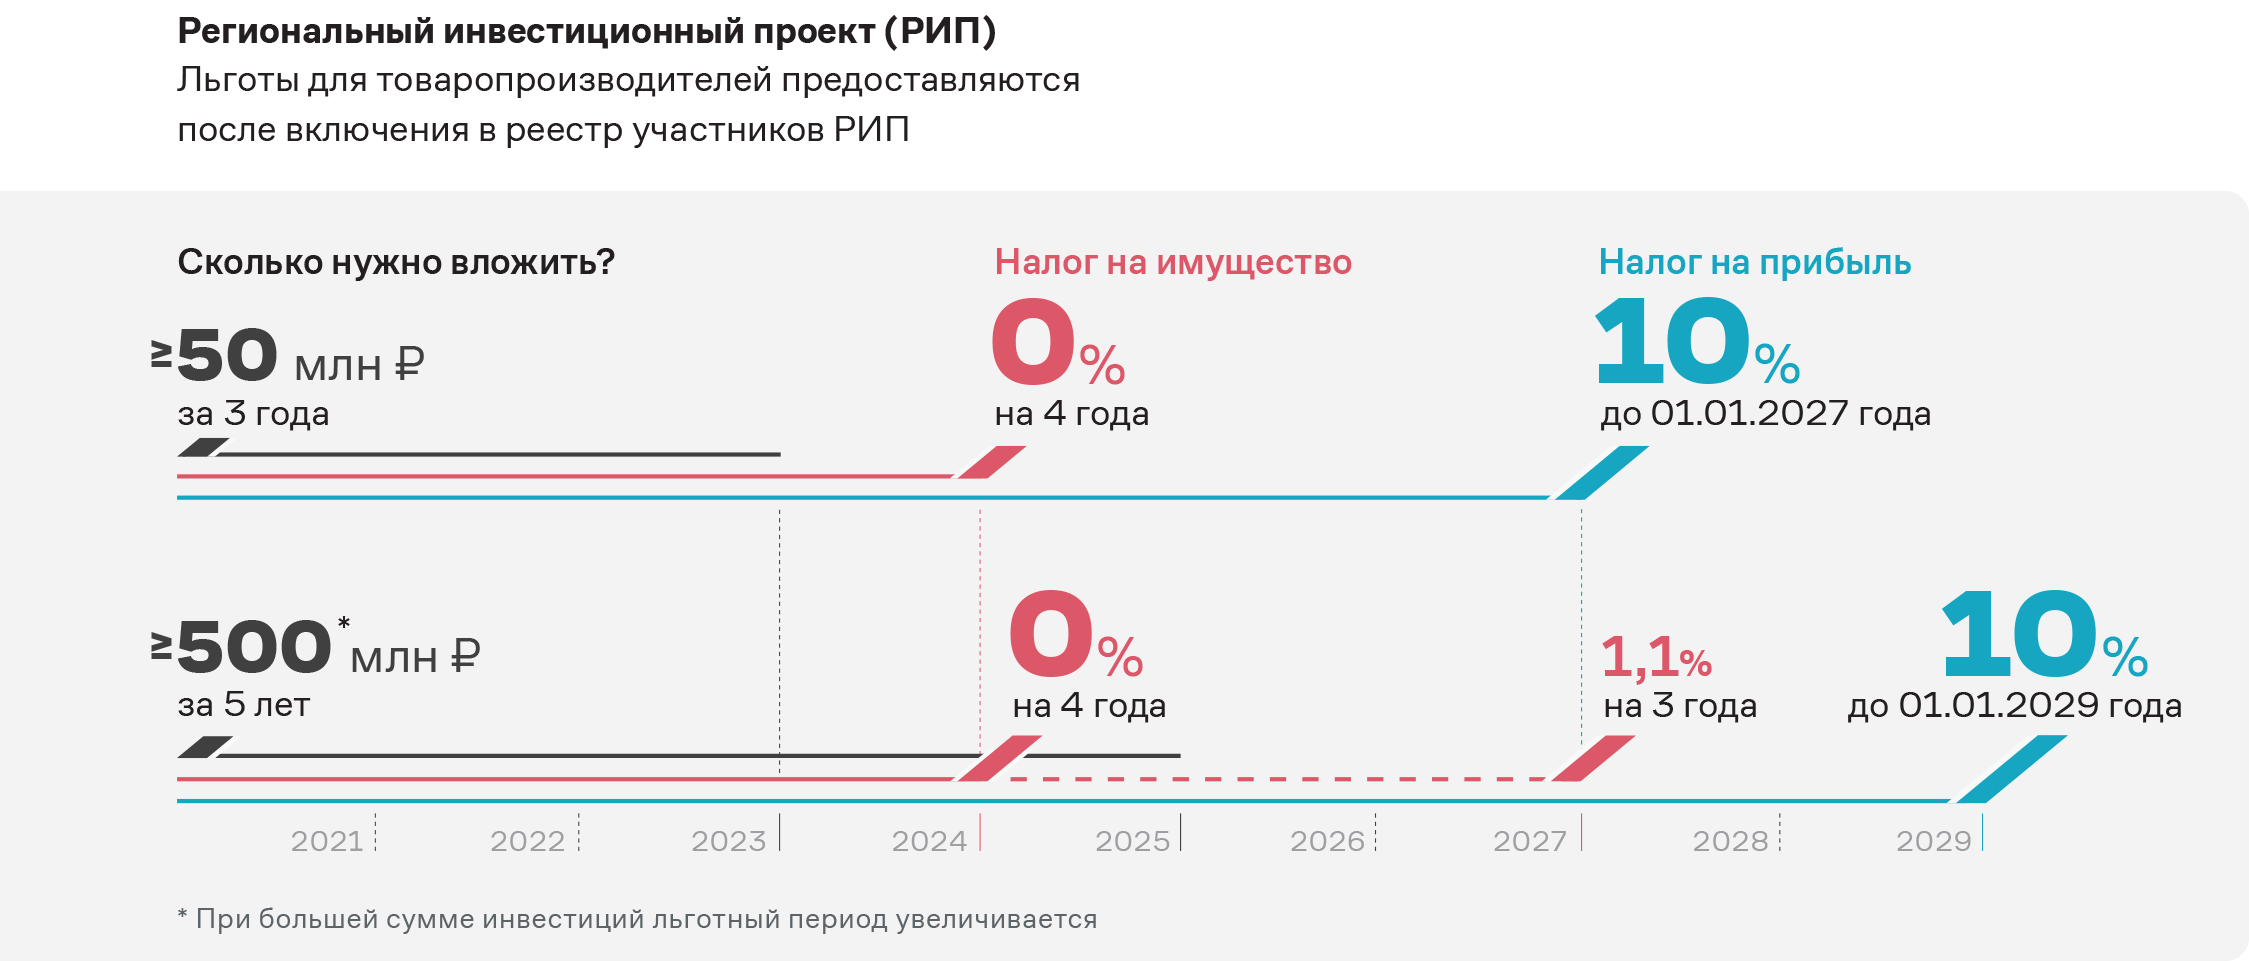 Региональный инвестиционный проект (РИП)
Льготы для товаропроизводителей предоставляются
после включения в реестр участников РИП
Сколько нужно вложить?
Налог на имущество
Налог на прибыль
≥50 млн ₽
за 3 года
0%
на 4 года
10%
до 01.01.2027 года
≥500* млн ₽
за 5 лет
0%
на 4 года
1,1%
на 3 года
10%
до 01.01.2029 года
2021 2022 2023 2024 2025 2026 2027 2028 2029
* При большей сумме инвестиций льготный период увеличивается